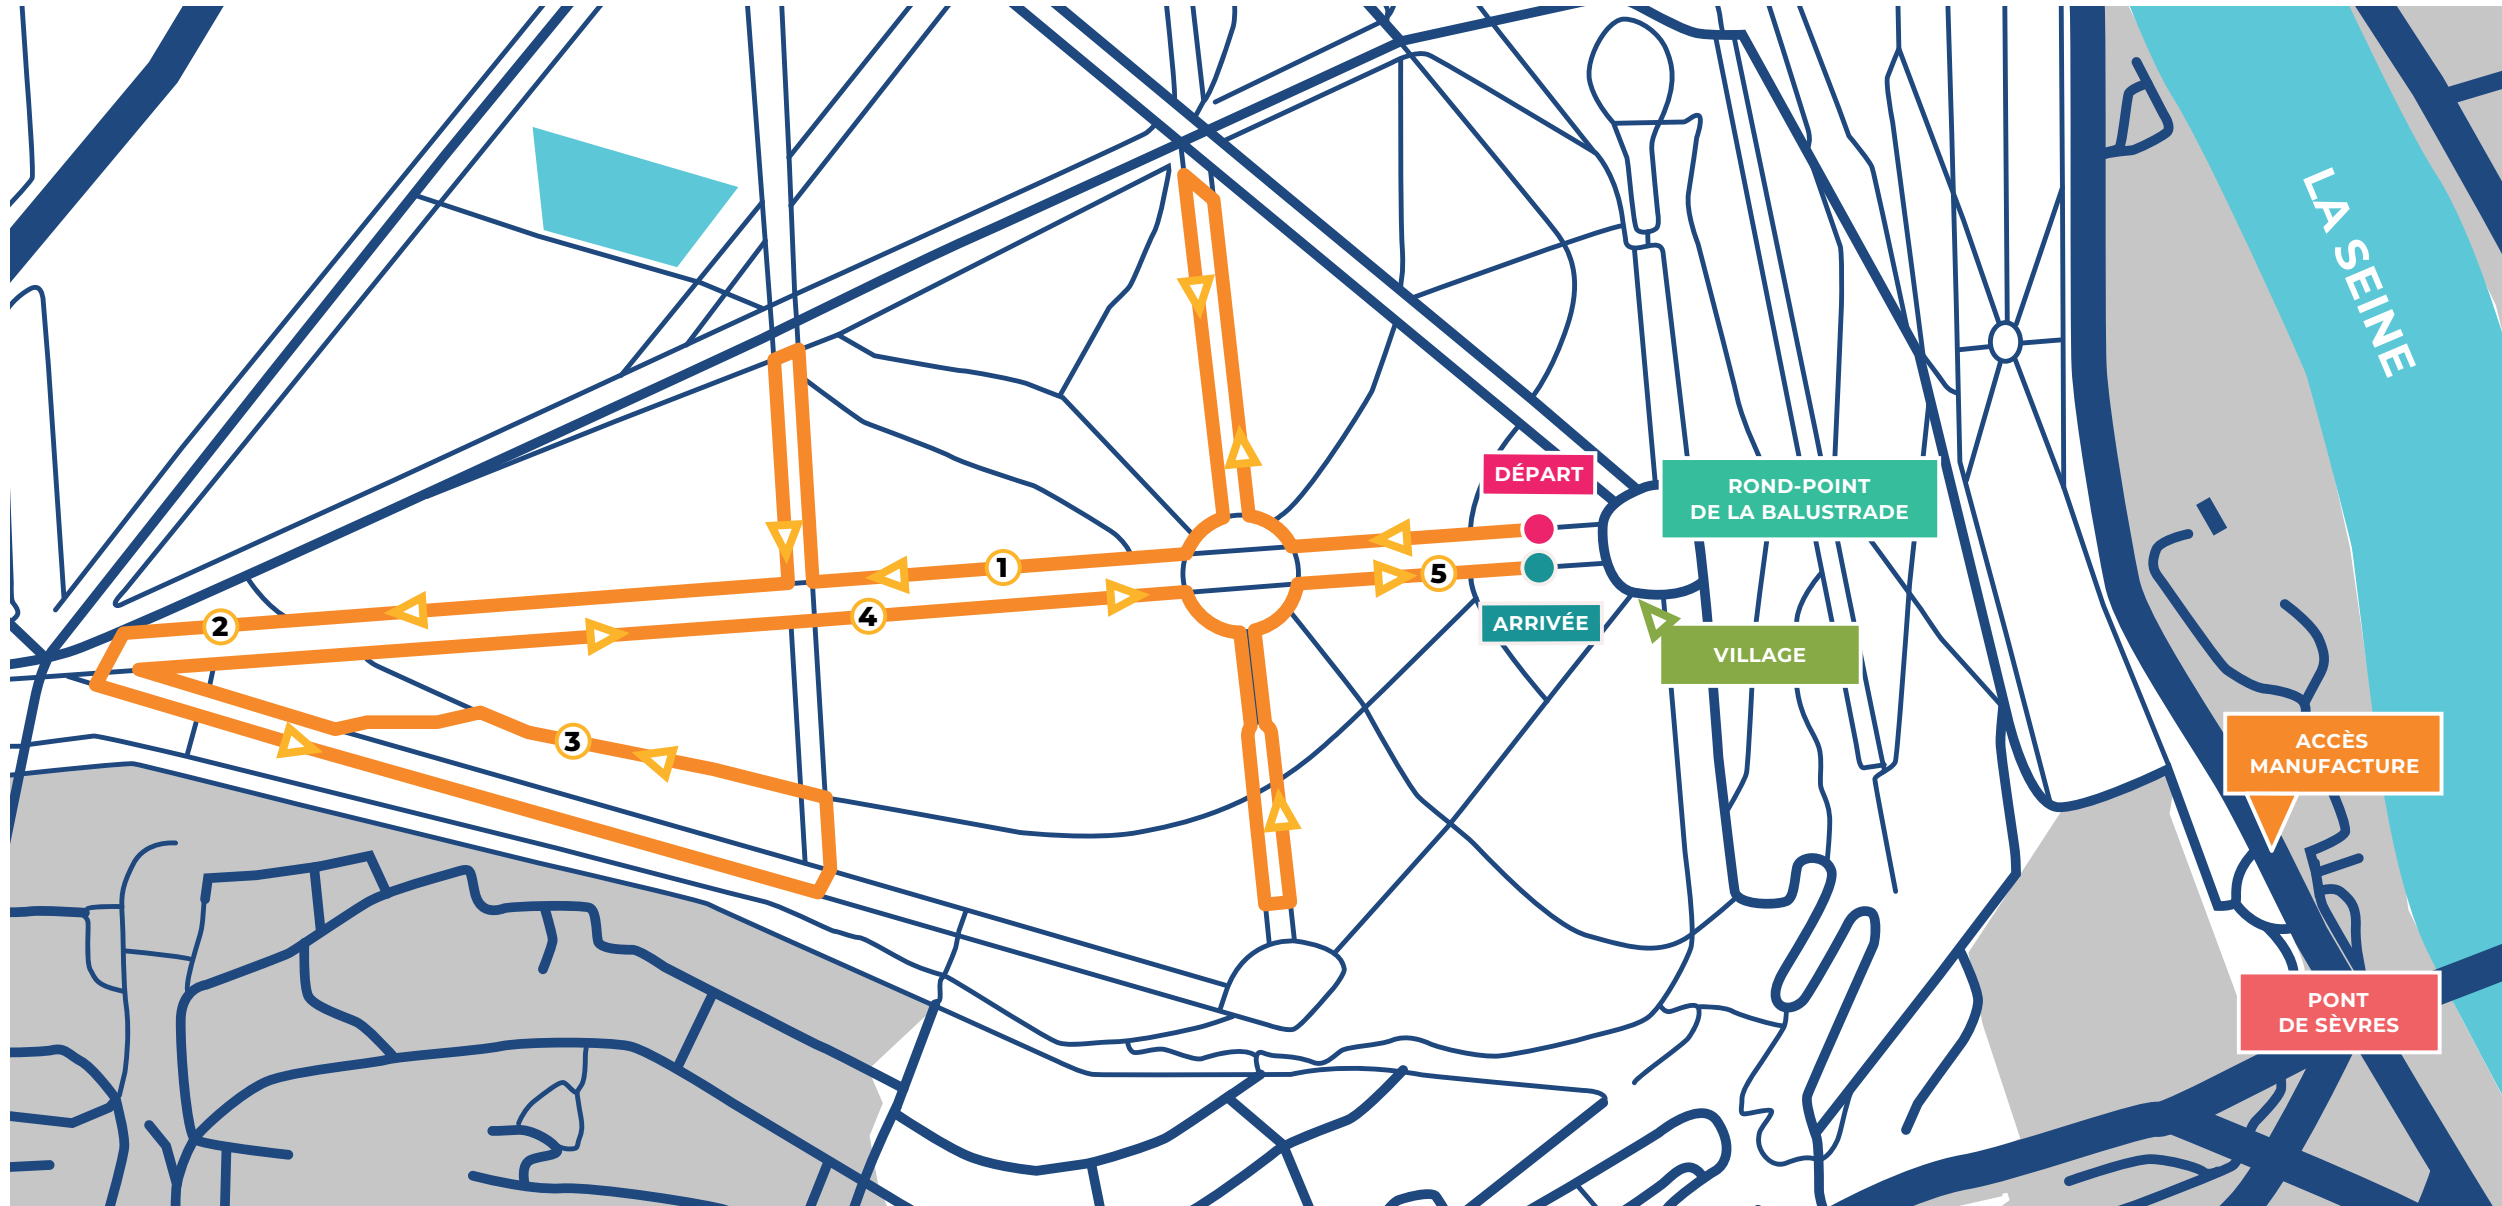 LA SEINE
DÉPART
ROND-POINT
DE LA BALUSTRADE
1
5
4
2
ARRIVÉE
VILLAGE
3
ACCÈS
MANUFACTURE
PONT
DE SÈVRES